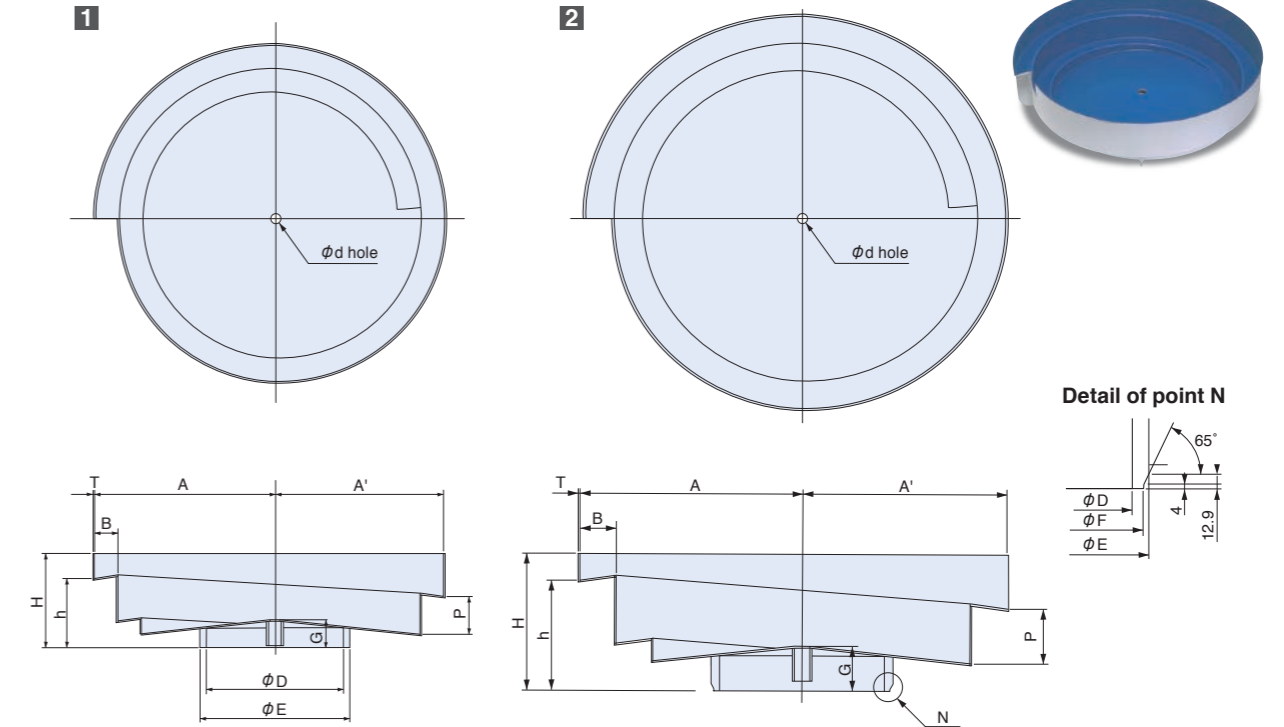 1
2
ϕd hole
ϕd hole
Detail of point N
65°
ϕD
ϕF
ϕE
4
12.9
T
A
A'
B
H
h
G
P
ϕD
ϕE
T
A
A'
B
H
h
G
P
N